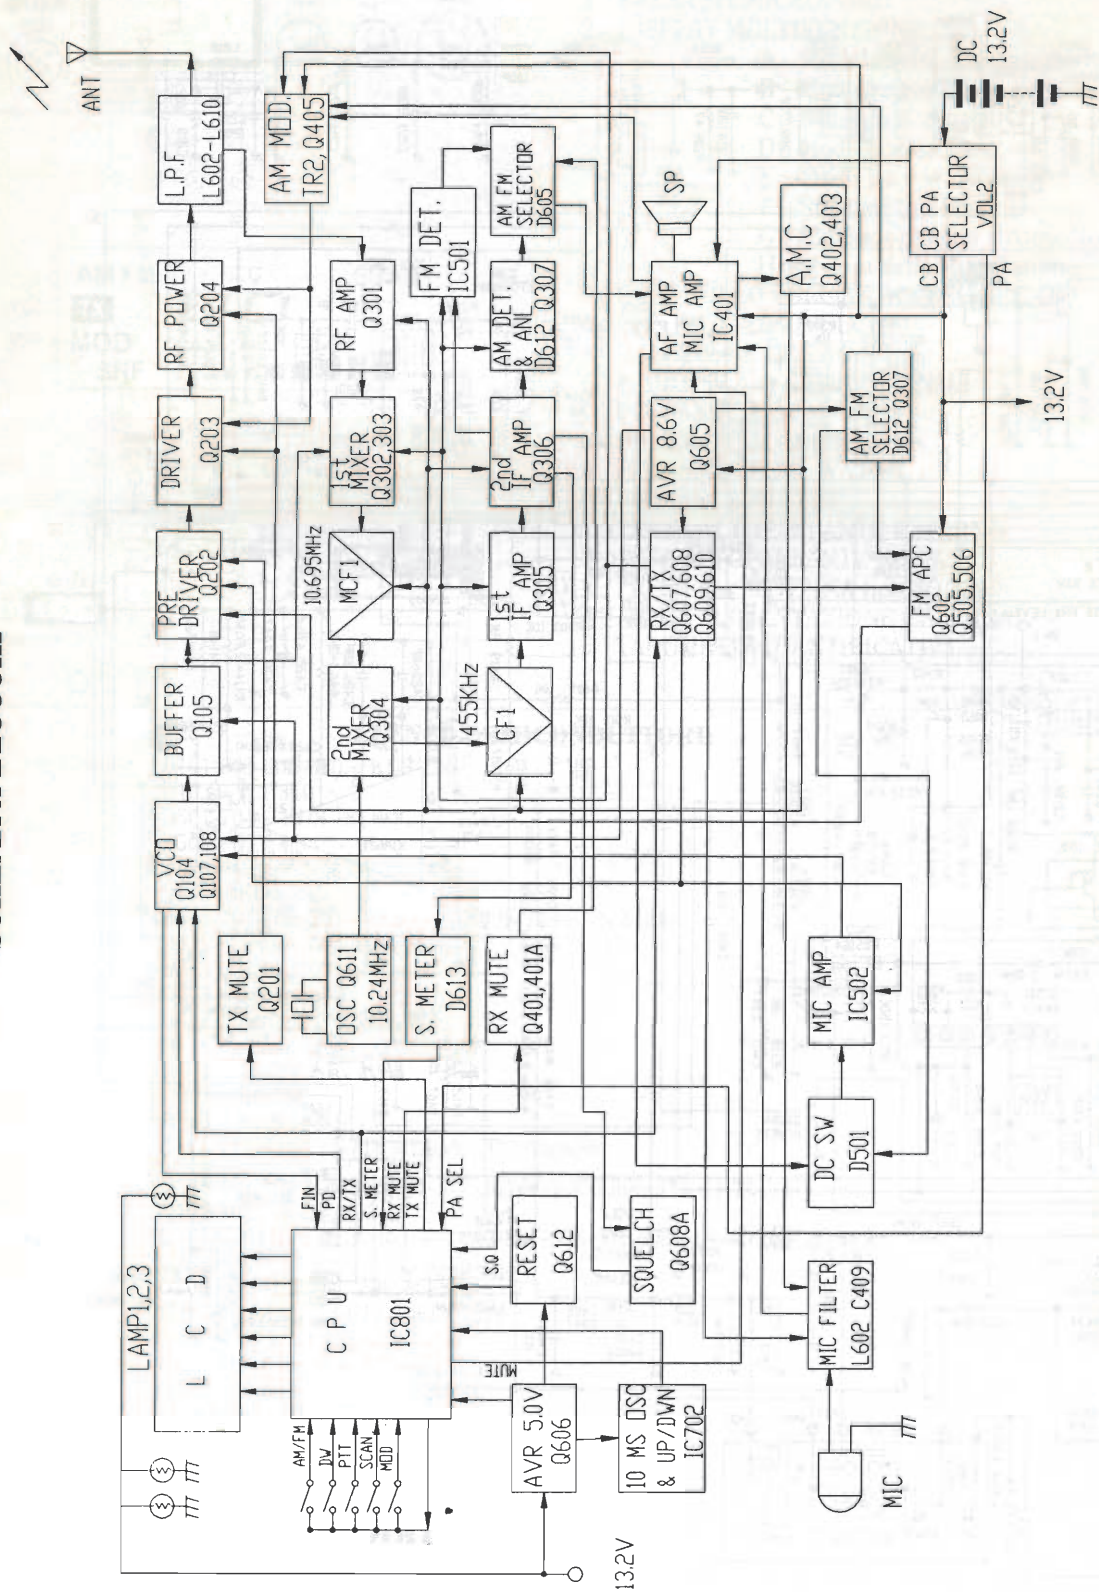 LAMP1,2,3
L C D
C P U
IC801
AM/FM
DW
PTT
SCAN
MOD
FIN
PD
RX/TX
S. METER
RX MUTE
TX MUTE
PA SEL
S.Q
MUTE
13.2V
AVR 5.0V
Q606
RESET
Q612
10 MS OSC
& UP/DWN
IC702
SQUELCH
Q608A
MIC
MIC FILTER
L602 C409
DC SW
D501
MIC AMP
IC502
TX MUTE
Q201
OSC Q611
10.24MHz
S. METER
D613
RX MUTE
Q401,401A
VCO
Q104
Q107,108
BUFFER
Q105
PRE
DRIVER
Q202
DRIVER
Q203
RF POWER
Q204
L.P.F
L602-L610
ANT
AM MOD.
TR2,Q405
2nd
MIXER
Q304
10.695MHz
MCF1
1st
MIXER
Q302,303
RF AMP
Q301
FM DET.
IC501
455KHz
CF1
1st
IF AMP
Q305
2nd
IF AMP
Q306
AM DET
& ANL
D612 Q307
AM FM
SELECTOR
D605
RX/TX
Q607,608
Q609,610
AVR 8.6V
Q605
AF AMP
MIC AMP
IC401
SP
A.M.C
Q402,403
AM FM
SELECTOR
D612 Q307
FM APC
Q602
Q505,506
13.2V
CB
PA
CB PA
SELECTOR
VOL2
DC
13.2V